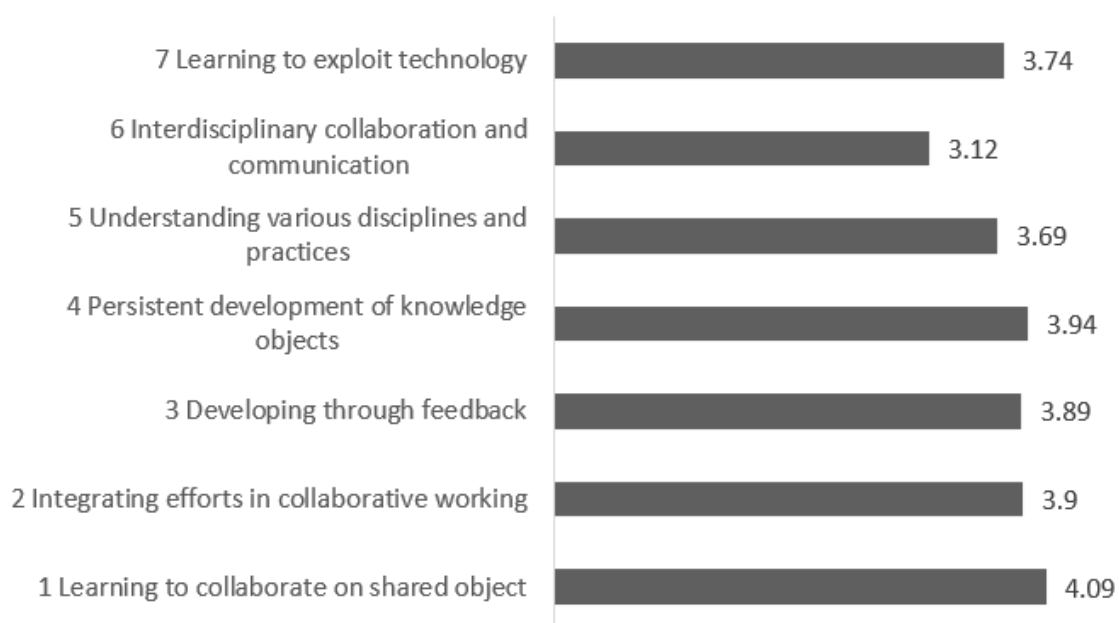 7 Learning to exploit technology
3.74
6 Interdisciplinary collaboration and
communication
3.12
5 Understanding various disciplines and
practices
3.69
4 Persistent development of knowledge
objects
3.94
3 Developing through feedback
3.89
2 Integrating efforts in collaborative working
3.9
1 Learning to collaborate on shared object
4.09